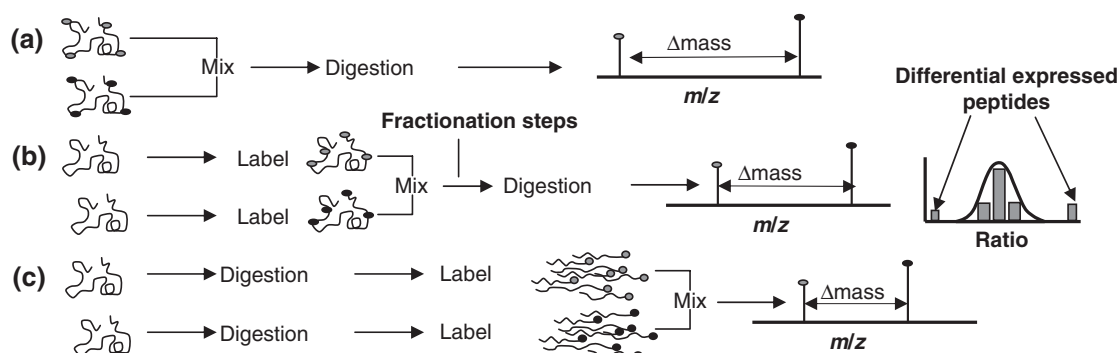 (a)
Mix
Digestion
Δmass
m/z
Differential expressed
peptides
Fractionation steps
(b)
Label
Label
Mix
Digestion
Δmass
m/z
Ratio
(c)
Digestion
Label
Digestion
Label
Mix
Δmass
m/z